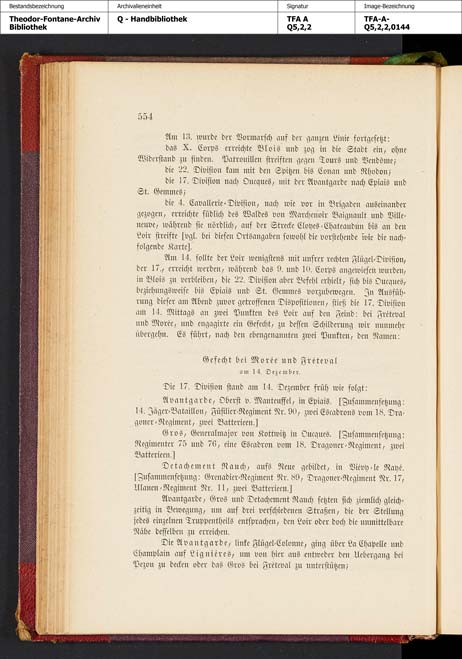 Bestandsbezeichnung
Theodor-Fontane-Archiv
Bibliothek
Archivalieneinheit
Q - Handbibliothek
Signatur
TFA A
Q5,2,2
Image-Bezeichnung
TFA-A-
Q5,2,2,0144
554
Am 13. wurde der Vormarsch auf der ganzen Linie fortgesetzt:
das X. Corps erreichte Blois und zog in die Stadt ein, ohne
Widerstand zu finden. Patrouillen streiften gegen Tours und Vendôme;
die 22. Division kam mit den Spitzen bis Conan und Rhodon;
die 17. Division nach Oucques, mit der Avantgarde nach Epiais und
St. Gemmes;
die 4. Cavallerie-Division, nach wie vor in Brigaden auseinander
gezogen, erreichte südlich des Waldes von Marchenoir Baignault und Ville-
neuve, während sie nördlich, auf der Strecke Cloyes-Chateaudun bis an den
Loir streifte [vgl. bei diesen Ortsangaben sowohl die vorstehende wie die nach-
folgende Karte].
Am 14. sollte der Loir wenigstens mit unsrer rechten Flügel-Division,
der 17., erreicht werden, während das 9. und 10. Corps angewiesen wurden,
in Blois zu verbleiben, die 22. Division aber Befehl erhielt, sich bis Oucques,
beziehungsweise bis Epiais und St. Gemmes vorzubewegen. In Ausfüh-
rung dieser am Abend zuvor getroffenen Dispositionen, stieß die 17. Division
am 14. Mittags an zwei Punkten des Loir auf den Feind: bei Fréteval
und Morée, und engagirte ein Gefecht, zu dessen Schilderung wir nunmehr
übergehn. Es führt, nach den ebengenannten zwei Punkten, den Namen:
Gefecht bei Morée und Fréteval
am 14. Dezember.
Die 17. Division stand am 14. Dezember früh wie folgt:
Avantgarde, Oberst v. Manteuffel, in Epiais. [Zusammensetzung:
14. Jäger-Bataillon, Füsilier-Regiment Nr. 90, zwei Escadrons vom 18. Dra-
goner-Regiment, zwei Batterieen.]
Gros, Generalmajor von Kottwitz in Oucques. [Zusammensetzung:
Regimenter 75 und 76, eine Escadron vom 18. Dragoner-Regiment, zwei
Batterieen.]
Detachement Rauch, aufs Neue gebildet, in Viévy-le Rayé.
[Zusammensetzung: Grenadier-Regiment Nr. 89, Dragoner-Regiment Nr. 17,
Ulanen-Regiment Nr. 11, zwei Batterieen.]
Avantgarde, Gros und Detachement Rauch setzten sich ziemlich gleich-
zeitig in Bewegung, um auf drei verschiedenen Straßen, die der Stellung
jedes einzelnen Truppentheils entsprachen, den Loir oder doch die unmittelbare
Nähe desselben zu erreichen.
Die Avantgarde, linke Flügel-Colonne, ging über La Chapelle und
Champlain auf Lignières, um von hier aus entweder den Uebergang bei
Pezou zu decken oder das Gros bei Fréteval zu unterstützen;